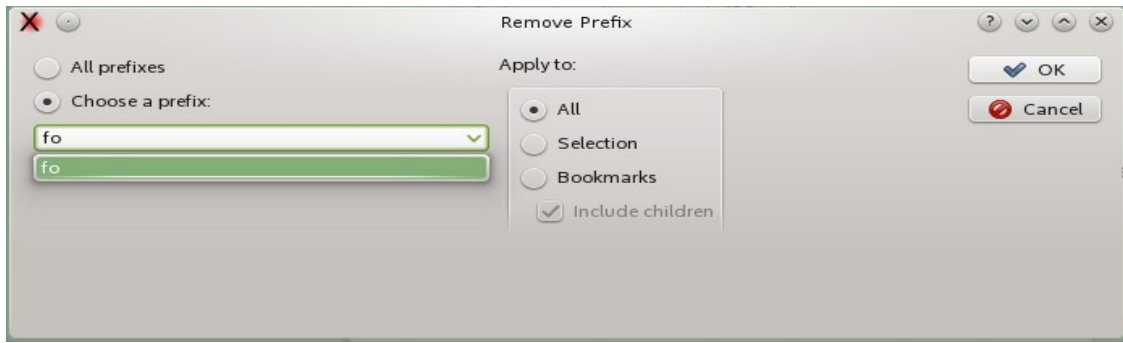 Remove Prefix
All prefixes
Choose a prefix:
fo
fo
Apply to:
All
Selection
Bookmarks
Include children
OK
Cancel